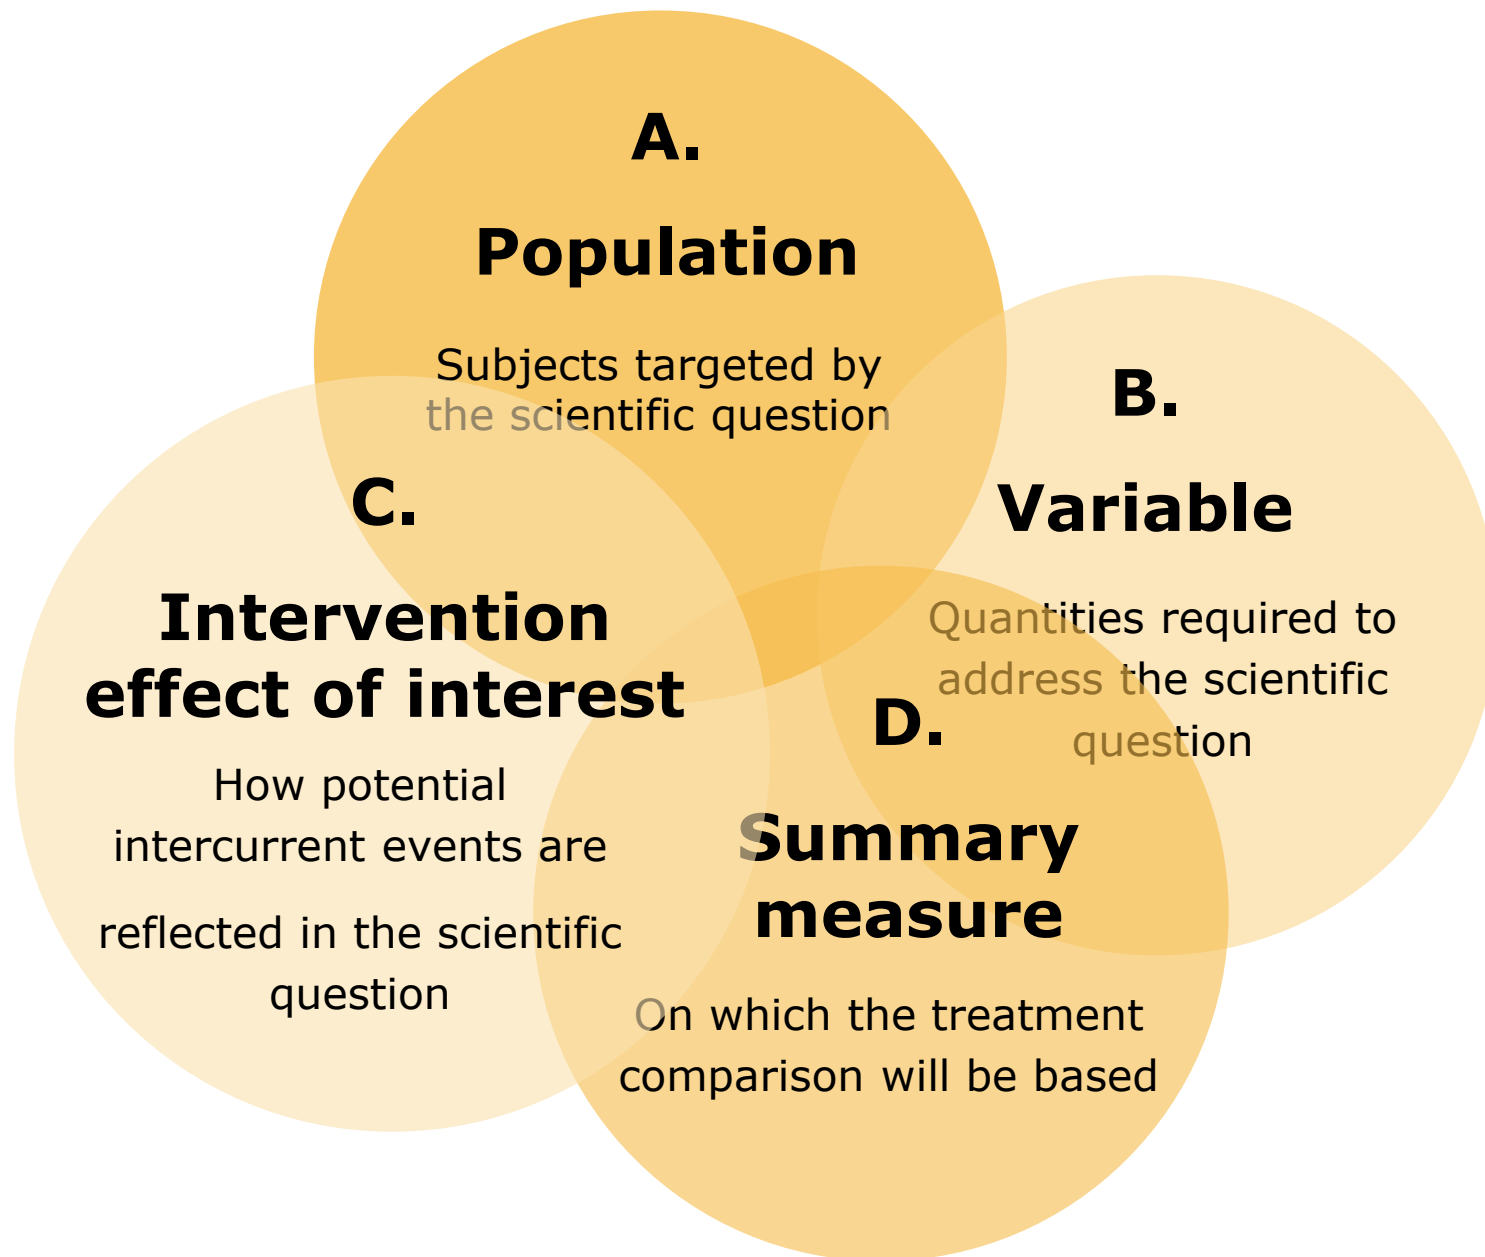 A.
Population
Subjects targeted by
the scientific question
B.
Variable
Quantities required to
address the scientific
question
C.
Intervention
effect of interest
How potential
intercurrent events are
reflected in the scientific
question
D.
Summary
measure
On which the treatment
comparison will be based